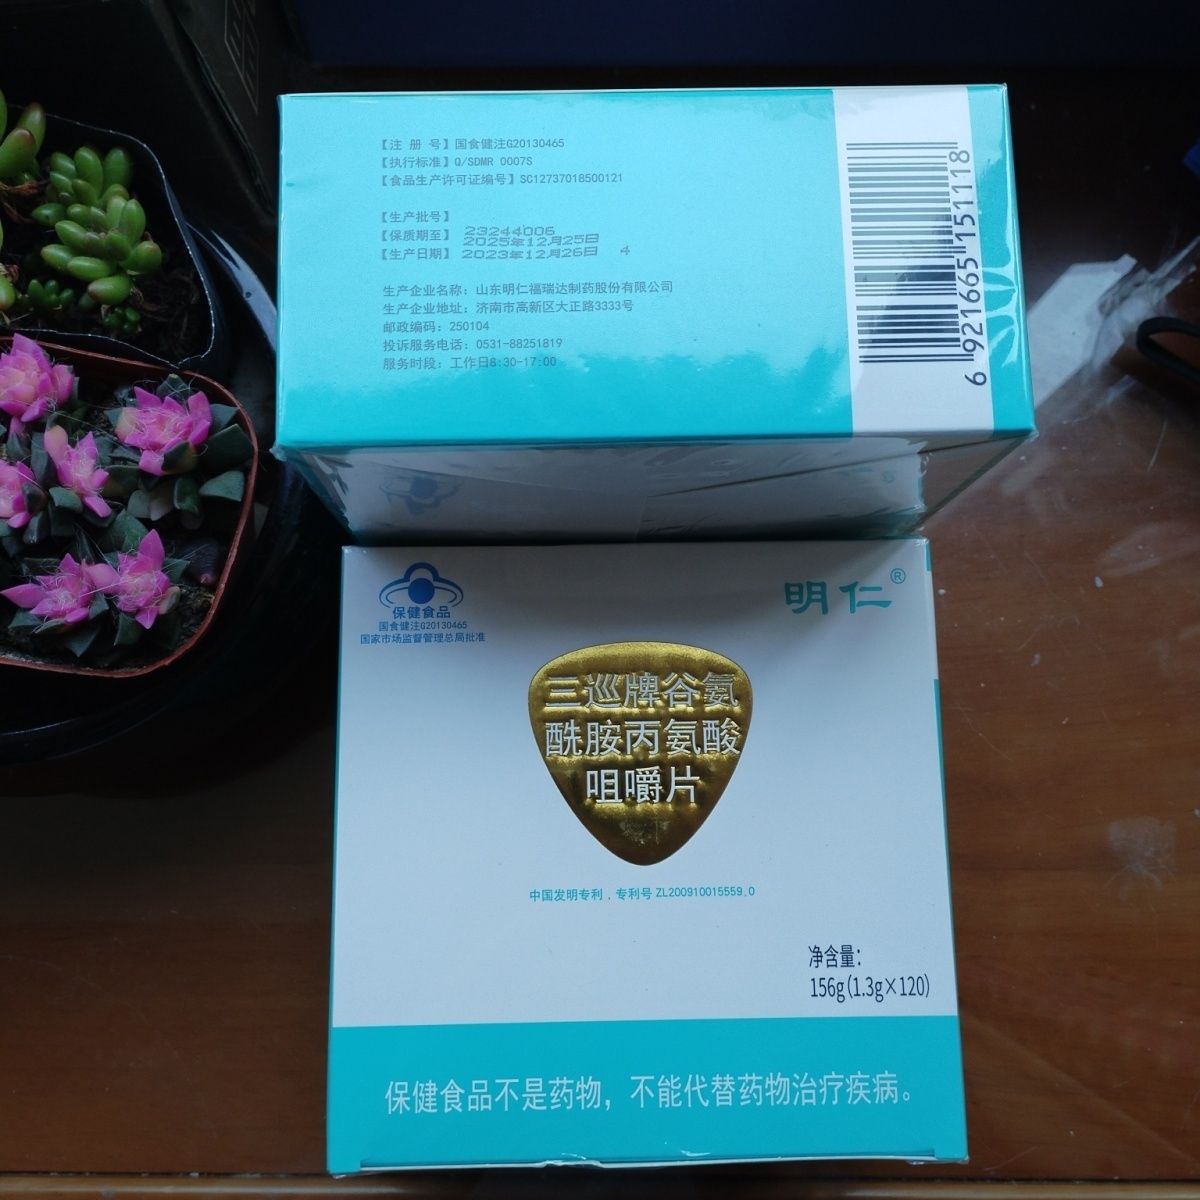 【注 册 号】国食健注G20130465
【执行标准】Q/SDMR 0007S
【食品生产许可证编号】SC12737018500121
【生产批号】23244006
【保质期至】2025年12月25日
【生产日期】2023年12月26日 4
生产企业名称：山东明仁福瑞达制药股份有限公司
生产企业地址：济南市高新区大正路3333号
邮政编码：250104
投诉服务电话：0531-88251819
服务时段：工作日8:30-17:00
6 921665 151118
保健食品
国食健注G20130465
国家市场监督管理总局批准
明仁®
三巡牌谷氨
酰胺丙氨酸
咀嚼片
中国发明专利，专利号 ZL200910015559.0
净含量：
156g(1.3g×120)
保健食品不是药物，不能代替药物治疗疾病。